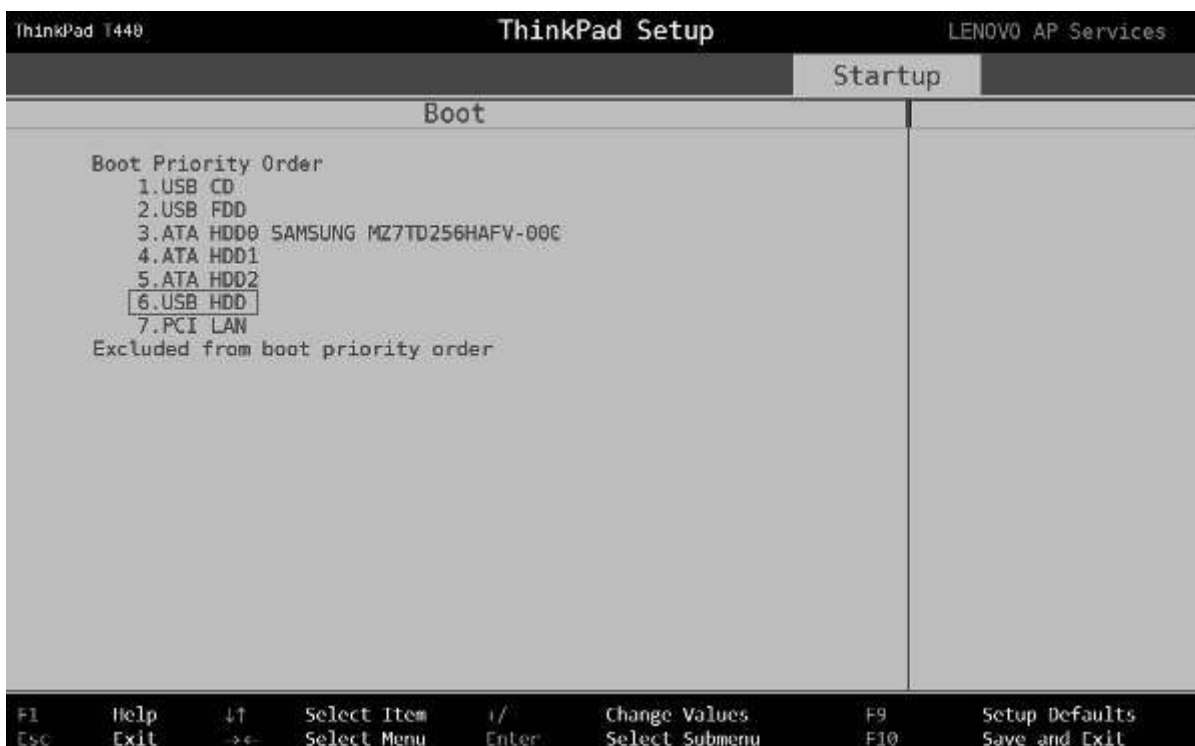 ThinkPad T440 ThinkPad Setup LENOVO AP Services
Startup
Boot
Boot Priority Order
1.USB CD
2.USB FDD
3.ATA HDD0 SAMSUNG MZ7TD256HAFV-00C
4.ATA HDD1
5.ATA HDD2
6.USB HDD
7.PCI LAN
Excluded from boot priority order
F1 Help ↓↑ Select Item Change Values F9 Setup Defaults
Esc Exit →← Select Menu Enter Select Submenu F10 Save and Exit